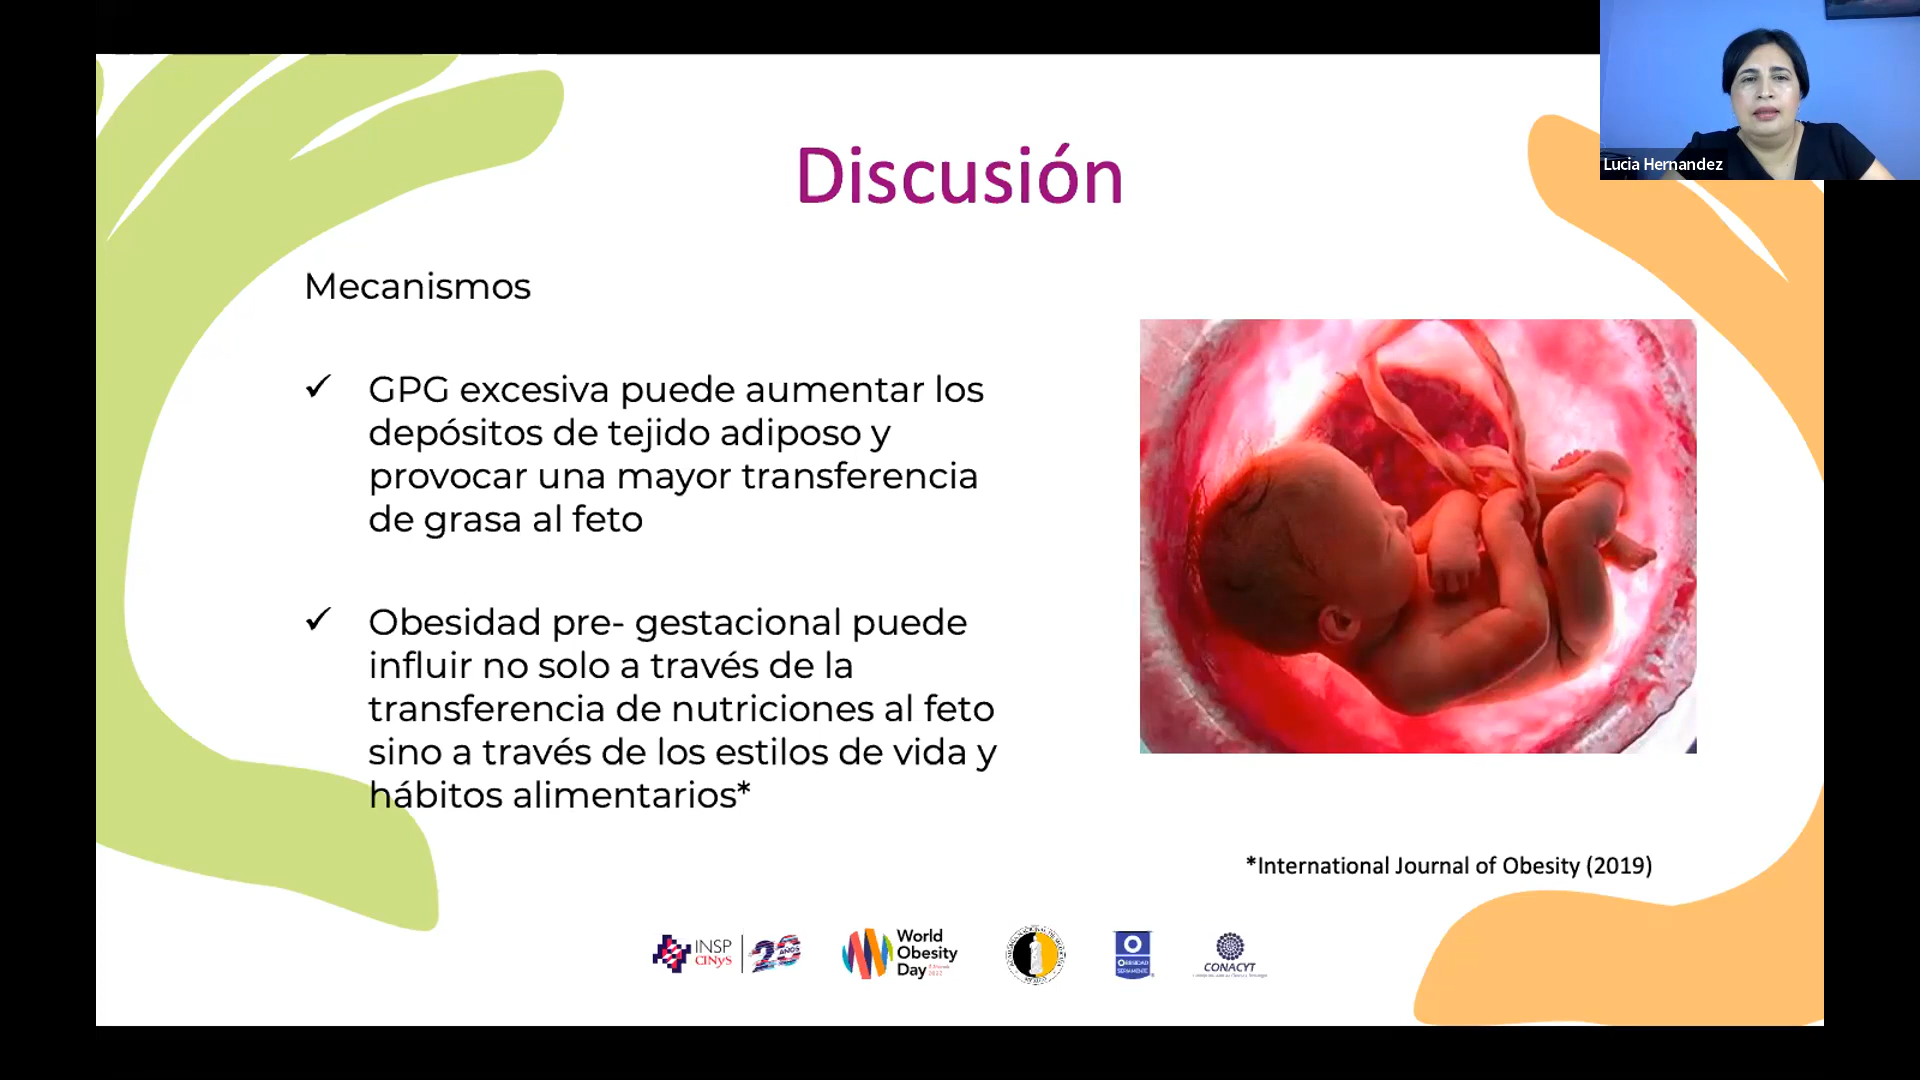 Lucia Hernandez
Discusión
Mecanismos
✓ GPG excesiva puede aumentar los
depósitos de tejido adiposo y
provocar una mayor transferencia
de grasa al feto
✓ Obesidad pre- gestacional puede
influir no solo a través de la
transferencia de nutriciones al feto
sino a través de los estilos de vida y
hábitos alimentarios*
*International Journal of Obesity (2019)
INSP
CINyS
AÑOS
World
Obesity
Day
OBESIDAD
CONACYT